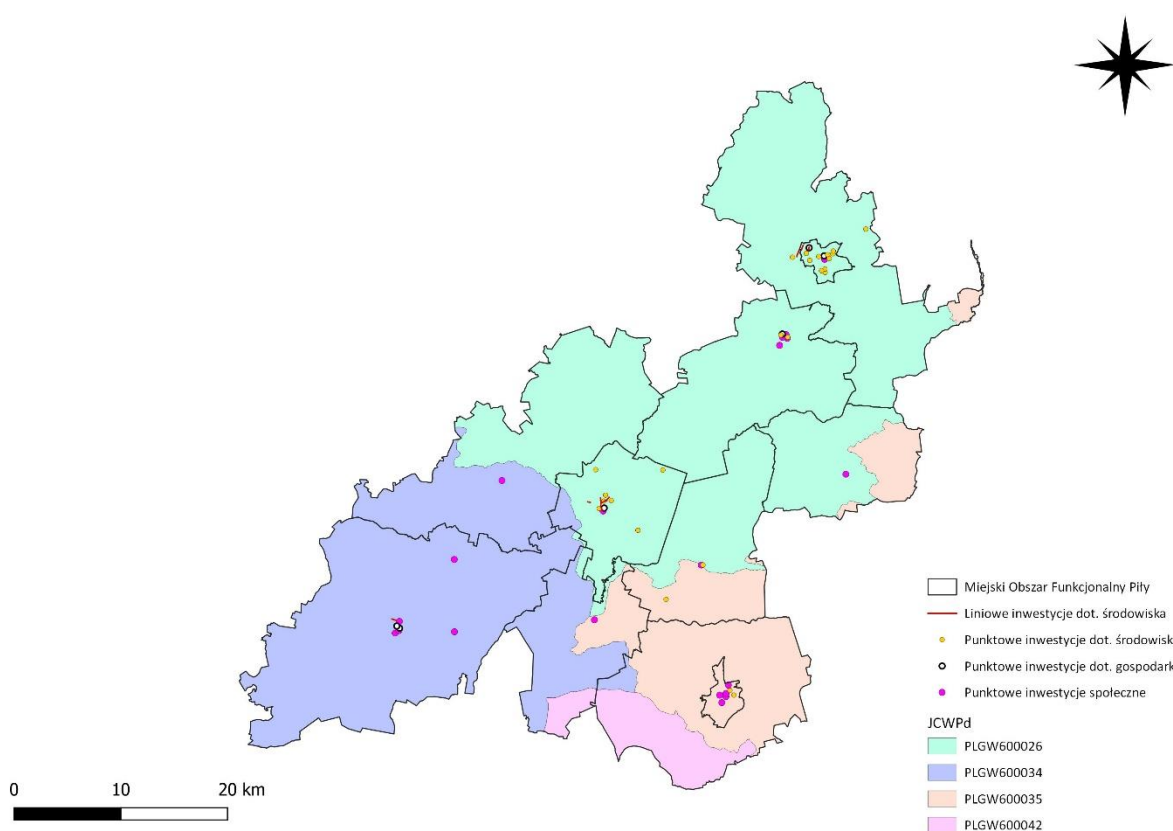 Miejski Obszar Funkcjonalny Piły
Liniowe inwestycje dot. środowiska
Punktowe inwestycje dot. środowisk
Punktowe inwestycje dot. gospodark
Punktowe inwestycje społeczne
JCWPd
PLGW600026
PLGW600034
PLGW600035
PLGW600042
0 10 20 km